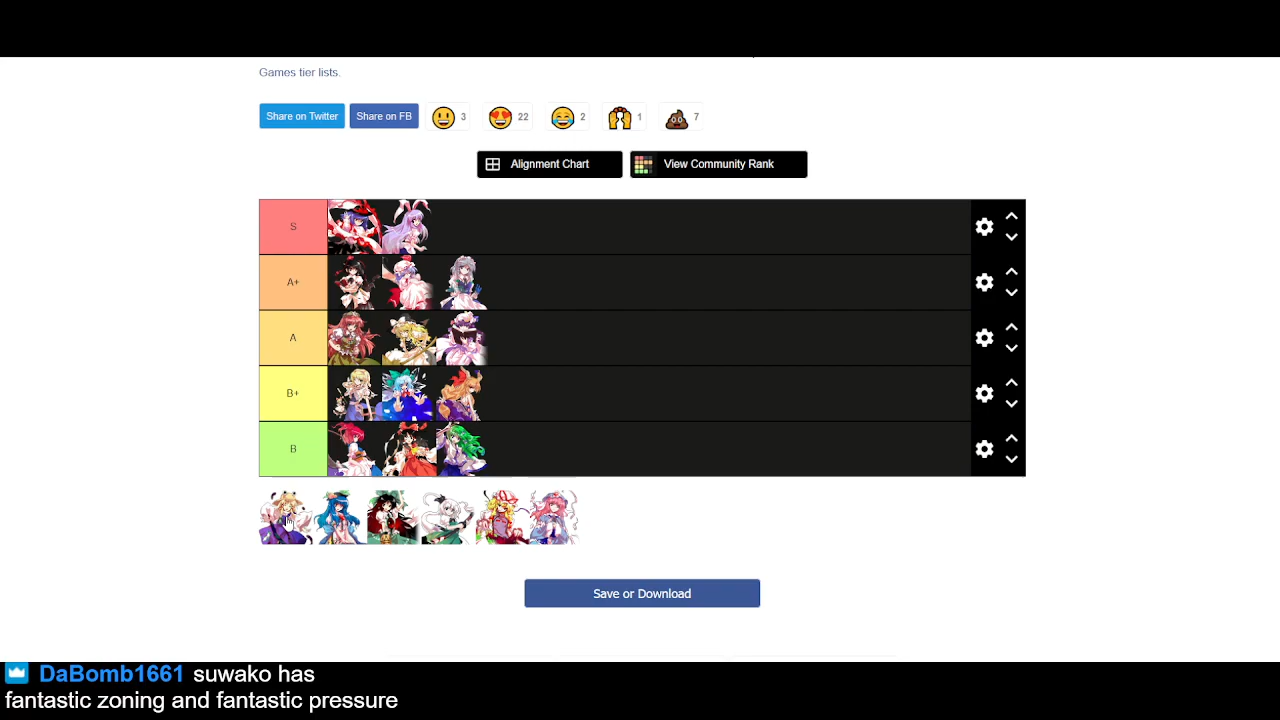 Games tier lists.
Share on Twitter Share on FB 3 22 2 1 7
Alignment Chart View Community Rank
S
A+
A
B+
B
Save or Download
DaBomb1661 suwako has
fantastic zoning and fantastic pressure